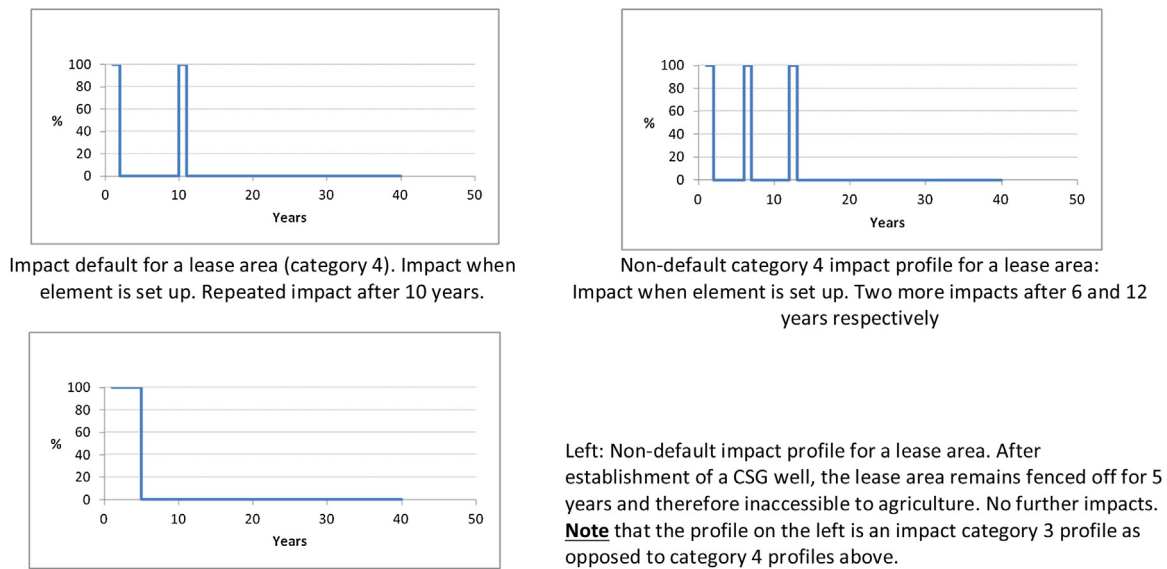 100
80
60
%
40
20
0
0 10 20 30 40 50
Years
Impact default for a lease area (category 4). Impact when
element is set up. Repeated impact after 10 years.
100
80
60
%
40
20
0
0 10 20 30 40 50
Years
Non-default category 4 impact profile for a lease area:
Impact when element is set up. Two more impacts after 6 and 12
years respectively
100
80
60
%
40
20
0
0 10 20 30 40 50
Years
Left: Non-default impact profile for a lease area. After
establishment of a CSG well, the lease area remains fenced off for 5
years and therefore inaccessible to agriculture. No further impacts.
Note that the profile on the left is an impact category 3 profile as
opposed to category 4 profiles above.